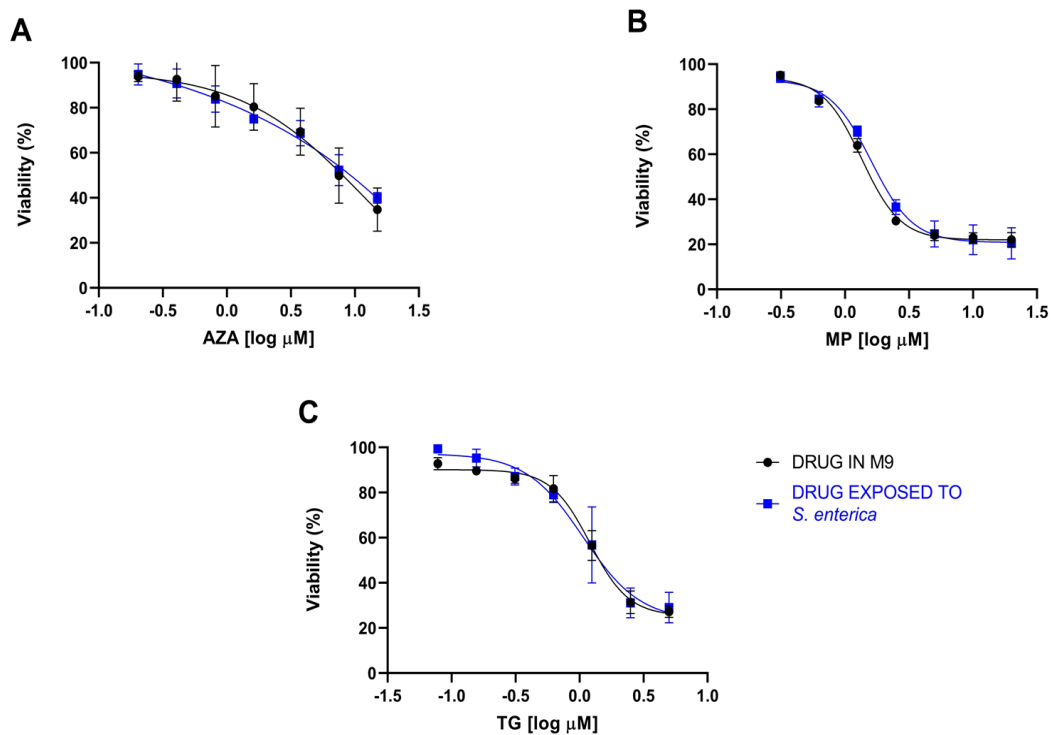 A
Viability (%)
100
80
60
40
20
0
-1.0 -0.5 0.0 0.5 1.0 1.5
AZA [log μM]
B
Viability (%)
100
80
60
40
20
0
-1.0 -0.5 0.0 0.5 1.0 1.5
MP [log μM]
C
Viability (%)
100
80
60
40
20
0
-1.5 -1.0 -0.5 0.0 0.5 1.0
TG [log μM]
DRUG IN M9
DRUG EXPOSED TO
S. enterica